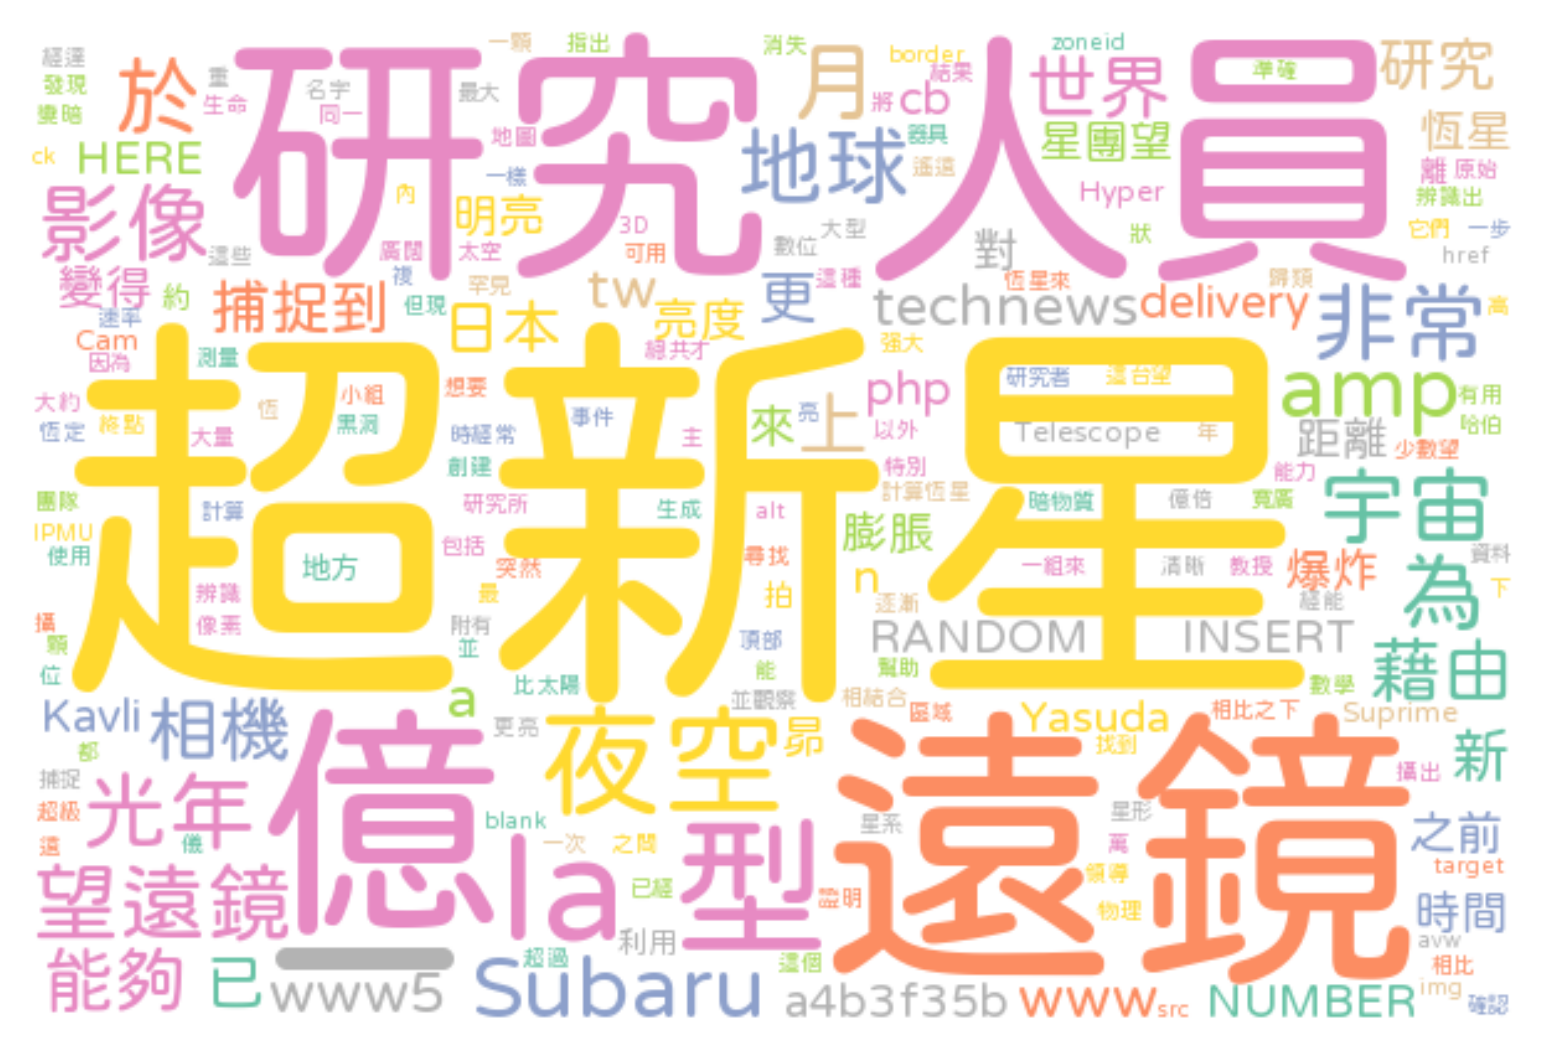 經達 一顆 指出 消失 border zoneid
發現 於 重 名字 最大 月 結果 世界 準確 研究
變暗 生命 同一 研究人員 地圖 將 cb 器具 星團望 恆星
ck HERE 一樣 地球 遙遠 Hyper 離 原始
影像 內 明亮 3D 辨識出
這些 廣闊 太空 可用 數位 大型 對 狀 它們 一步
變得 約 複 罕見 tw 更 這種 恆星來 歸類 href
速率 捕捉到 但現 日本 亮度 technews delivery 非常 高
Cam 因為 測量 總共才 強大
大約 終點 恆 小組 想要 事件 來 亮 上 php 研究者 這台望 amp 有用
恆定 大量 黑洞 時經常 主 以外 Telescope 年 距離 少數望 哈伯
超新星 創建 特別 能力
團隊 計算 研究所 生成 alt 計算恆星 暗物質 億倍 寬廣 宇宙
IPMU 使用 地方 包括 突然 尋找 膨脹 一組來 清晰 教授 爆炸 資料
辨識 最 拍 n 逐漸 經能 為 下
攝 像素 附有 頂部 RANDOM INSERT
顆 並 能 幫助 藉由
位 比太陽 並觀察 相結合 數學
Kavli 相機 a 更亮 夜空 昴 區域 Yasuda 相比之下 Suprime
都 找到 新
捕捉 光年 億 遠鏡 攝出
超級 blank 一次 之間 型 星系 星形 之前
這 儀 la 萬 領導 target
望遠鏡 已經 證明 物理 時間
能夠 已 超過 利用 這個 avw 相比
www5 Subaru a4b3f35b www src NUMBER img 確認